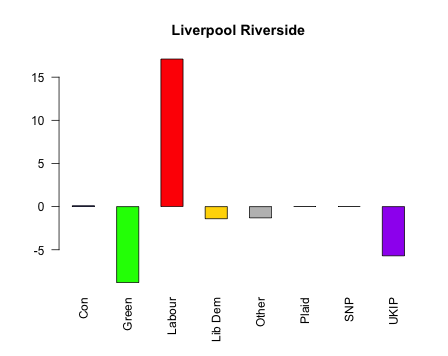 Liverpool Riverside
15
10
5
0
-5
Con
Green
Labour
Lib Dem
Other
Plaid
SNP
UKIP